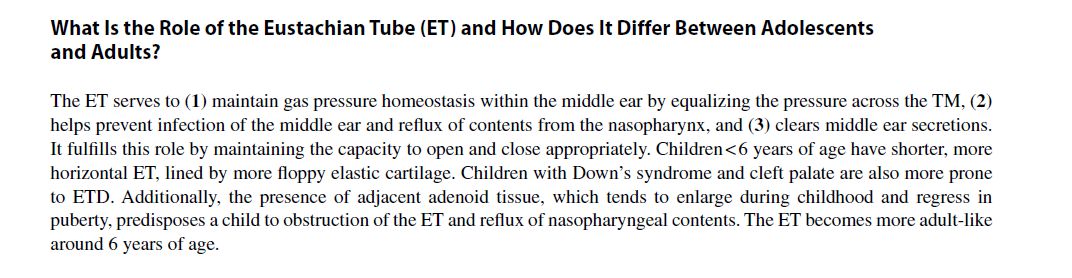 What Is the Role of the Eustachian Tube (ET) and How Does It Differ Between Adolescents
and Adults?
The ET serves to (1) maintain gas pressure homeostasis within the middle ear by equalizing the pressure across the TM, (2)
helps prevent infection of the middle ear and reflux of contents from the nasopharynx, and (3) clears middle ear secretions.
It fulfills this role by maintaining the capacity to open and close appropriately. Children<6 years of age have shorter, more
horizontal ET, lined by more floppy elastic cartilage. Children with Down’s syndrome and cleft palate are also more prone
to ETD. Additionally, the presence of adjacent adenoid tissue, which tends to enlarge during childhood and regress in
puberty, predisposes a child to obstruction of the ET and reflux of nasopharyngeal contents. The ET becomes more adult-like
around 6 years of age.